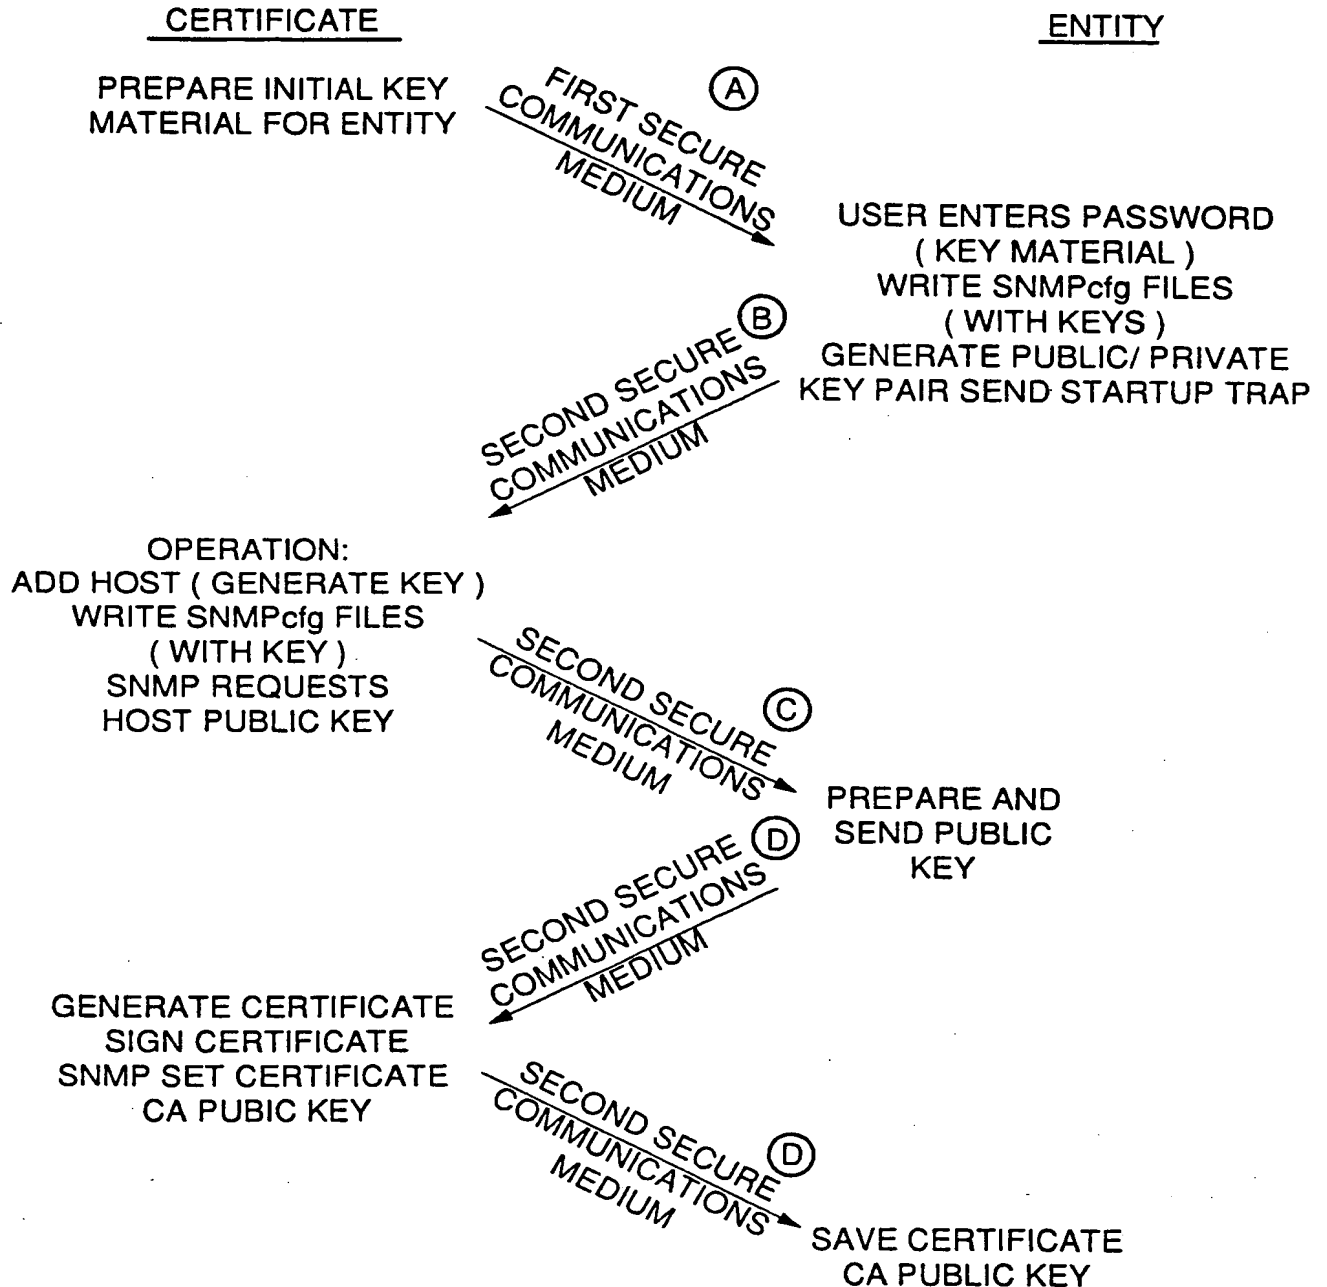 CERTIFICATE
ENTITY
PREPARE INITIAL KEY
MATERIAL FOR ENTITY
A
FIRST SECURE
COMMUNICATIONS
MEDIUM
USER ENTERS PASSWORD
( KEY MATERIAL )
WRITE SNMPcfg FILES
( WITH KEYS )
GENERATE PUBLIC/ PRIVATE
KEY PAIR SEND STARTUP TRAP
B
SECOND SECURE
COMMUNICATIONS
MEDIUM
OPERATION:
ADD HOST ( GENERATE KEY )
WRITE SNMPcfg FILES
( WITH KEY )
SNMP REQUESTS
HOST PUBLIC KEY
SECOND SECURE
COMMUNICATIONS
MEDIUM
C
PREPARE AND
SEND PUBLIC
KEY
D
SECOND SECURE
COMMUNICATIONS
MEDIUM
GENERATE CERTIFICATE
SIGN CERTIFICATE
SNMP SET CERTIFICATE
CA PUBIC KEY
SECOND SECURE
COMMUNICATIONS
MEDIUM
D
SAVE CERTIFICATE
CA PUBLIC KEY